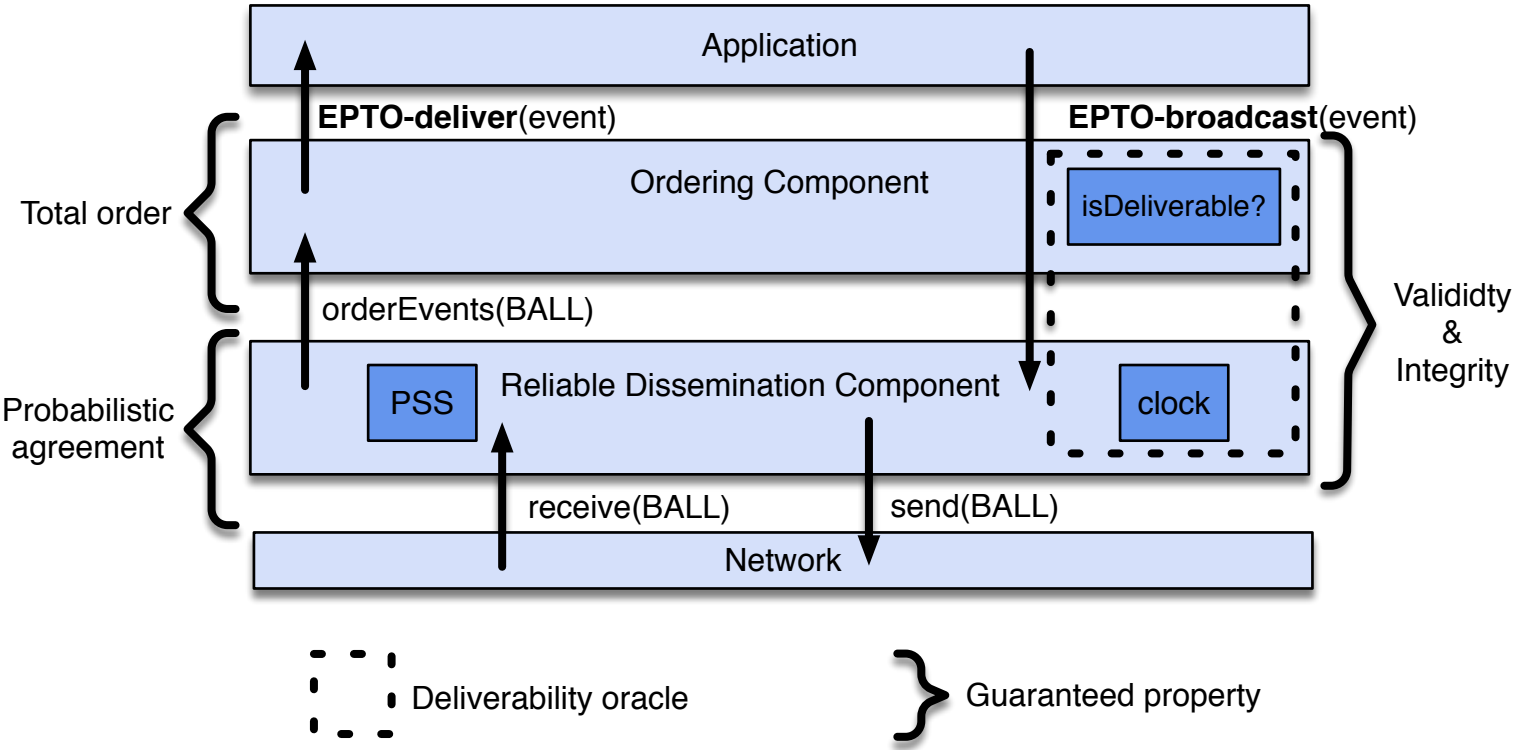 Application
EPTO-deliver(event)
EPTO-broadcast(event)
Ordering Component
isDeliverable?
Total order
orderEvents(BALL)
Valididty
&
Integrity
PSS
Reliable Dissemination Component
clock
Probabilistic
agreement
receive(BALL)
send(BALL)
Network
Deliverability oracle
Guaranteed property